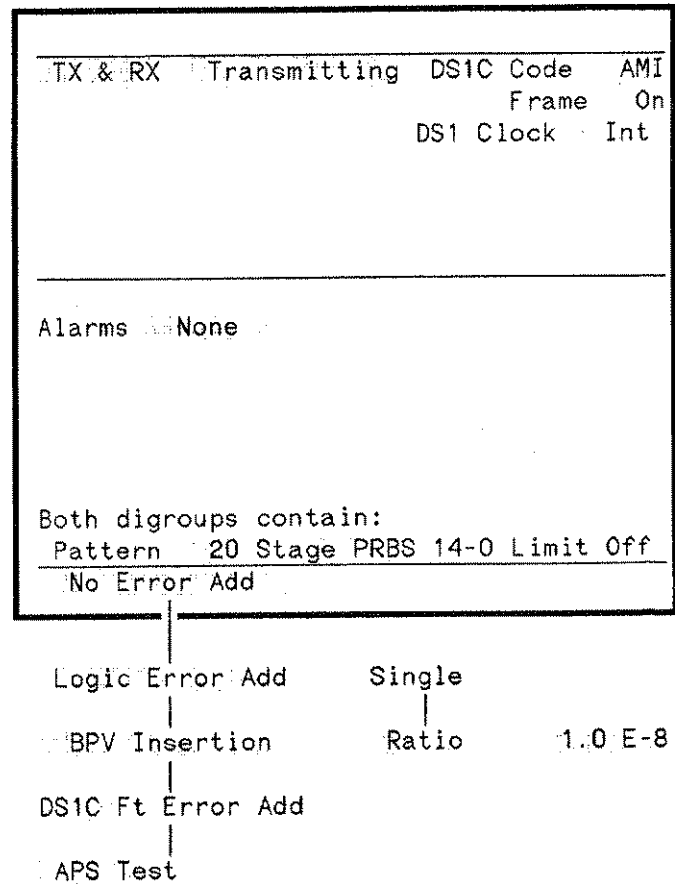 TX & RX Transmitting DS1C Code AMI
Frame On
DS1 Clock Int
Alarms None
Both digroups contain:
Pattern 20 Stage PRBS 14-0 Limit Off
No Error Add
Logic Error Add Single
BPV Insertion Ratio 1.0 E-8
DS1C Ft Error Add
APS Test